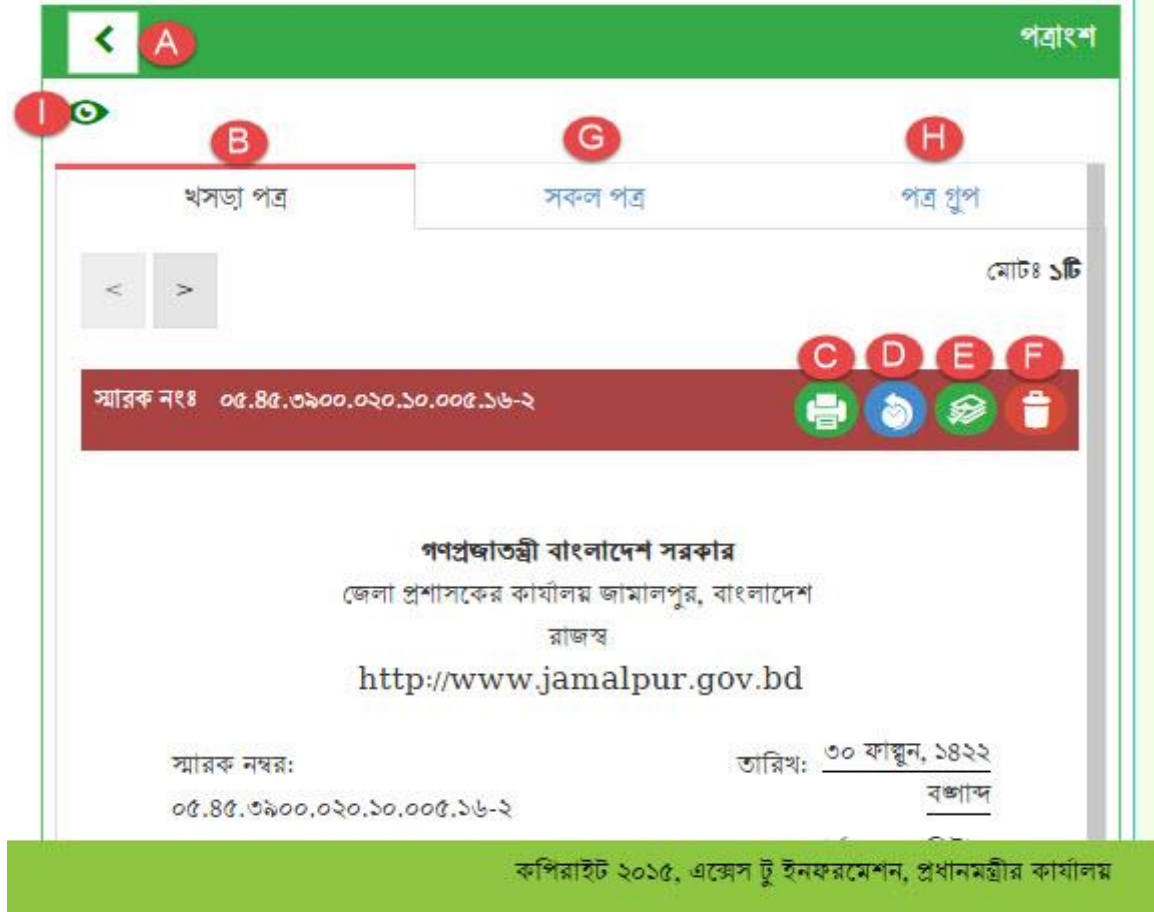 A পত্রাংশ
I
B G H
খসড়া পত্র সকল পত্র পত্র গ্রুপ
< > মোটঃ ১টি
C D E F
স্মারক নংঃ ০৫.৪৫.৩৯০০.০২০.১০.০০৫.১৬-২
গণপ্রজাতন্ত্রী বাংলাদেশ সরকার
জেলা প্রশাসকের কার্যালয় জামালপুর, বাংলাদেশ
রাজস্ব
http://www.jamalpur.gov.bd
স্মারক নম্বর: তারিখ: ৩০ ফাল্গুন, ১৪২২
০৫.৪৫.৩৯০০.০২০.১০.০০৫.১৬-২ বঙ্গাব্দ
কপিরাইট ২০১৫, এক্সেস টু ইনফরমেশন, প্রধানমন্ত্রীর কার্যালয়